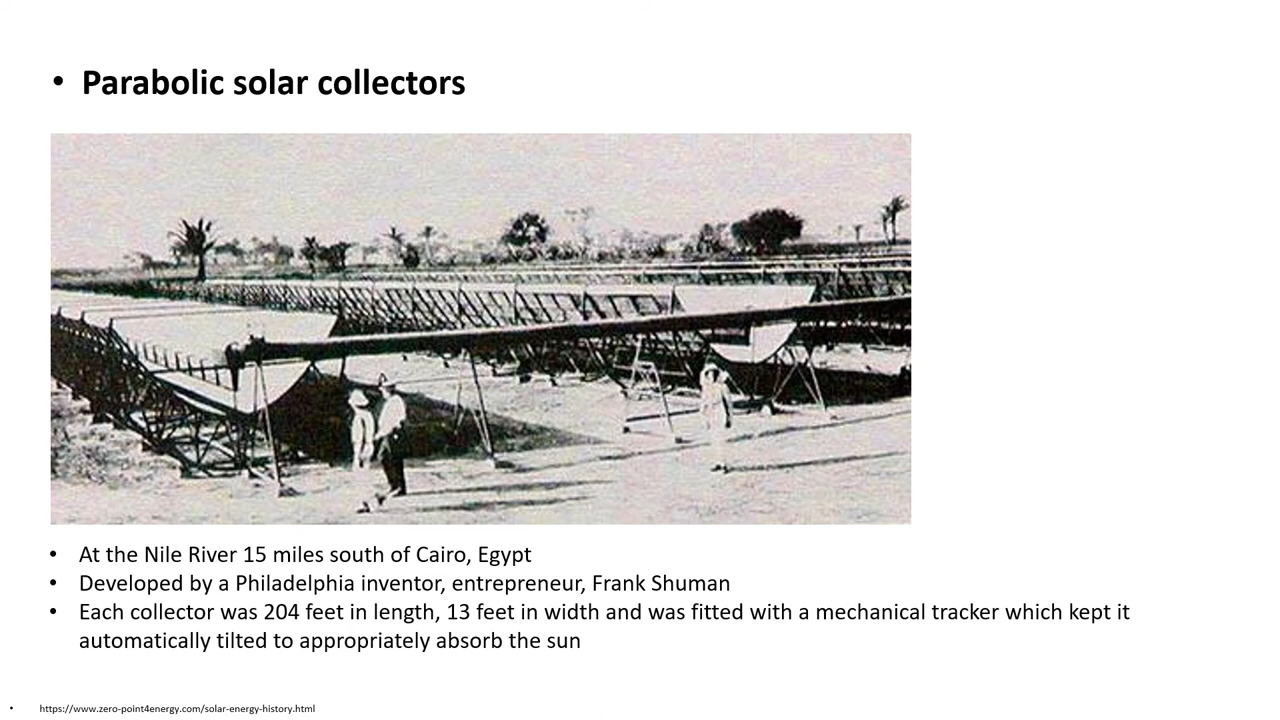 • Parabolic solar collectors
• At the Nile River 15 miles south of Cairo, Egypt
• Developed by a Philadelphia inventor, entrepreneur, Frank Shuman
• Each collector was 204 feet in length, 13 feet in width and was fitted with a mechanical tracker which kept it
automatically tilted to appropriately absorb the sun
• https://www.zero-point4energy.com/solar-energy-history.html